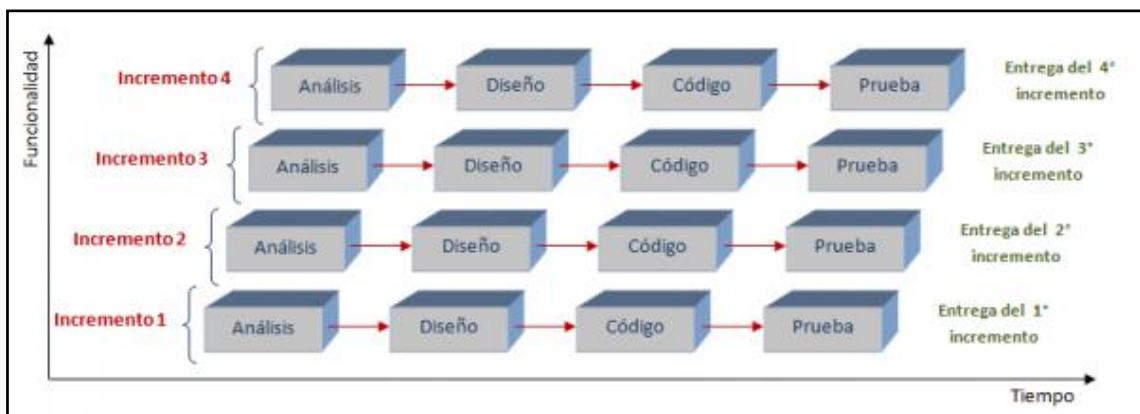 Funcionalidad
Incremento 4
Análisis
Diseño
Código
Prueba
Entrega del 4°
incremento
Incremento 3
Análisis
Diseño
Código
Prueba
Entrega del 3°
incremento
Incremento 2
Análisis
Diseño
Código
Prueba
Entrega del 2°
incremento
Incremento 1
Análisis
Diseño
Código
Prueba
Entrega del 1°
incremento
Tiempo